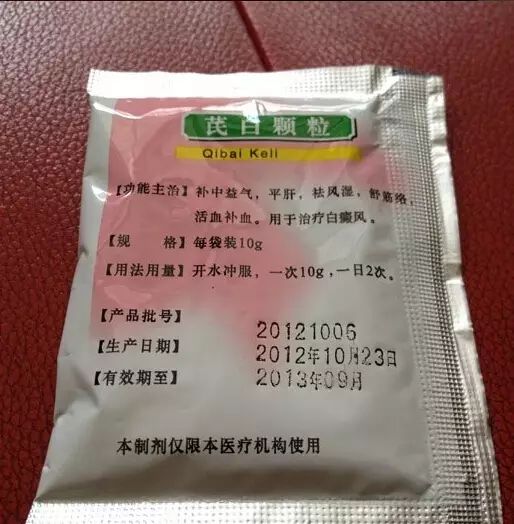 芪白颗粒
Qibai Keli
【功能主治】补中益气，平肝，祛风湿，舒筋络，
活血补血。用于治疗白癜风。
【规 格】每袋装10g
【用法用量】开水冲服，一次10g，一日2次。
【产品批号】 20121006
【生产日期】 2012年10月23日
【有效期至】 2013年09月
本制剂仅限本医疗机构使用